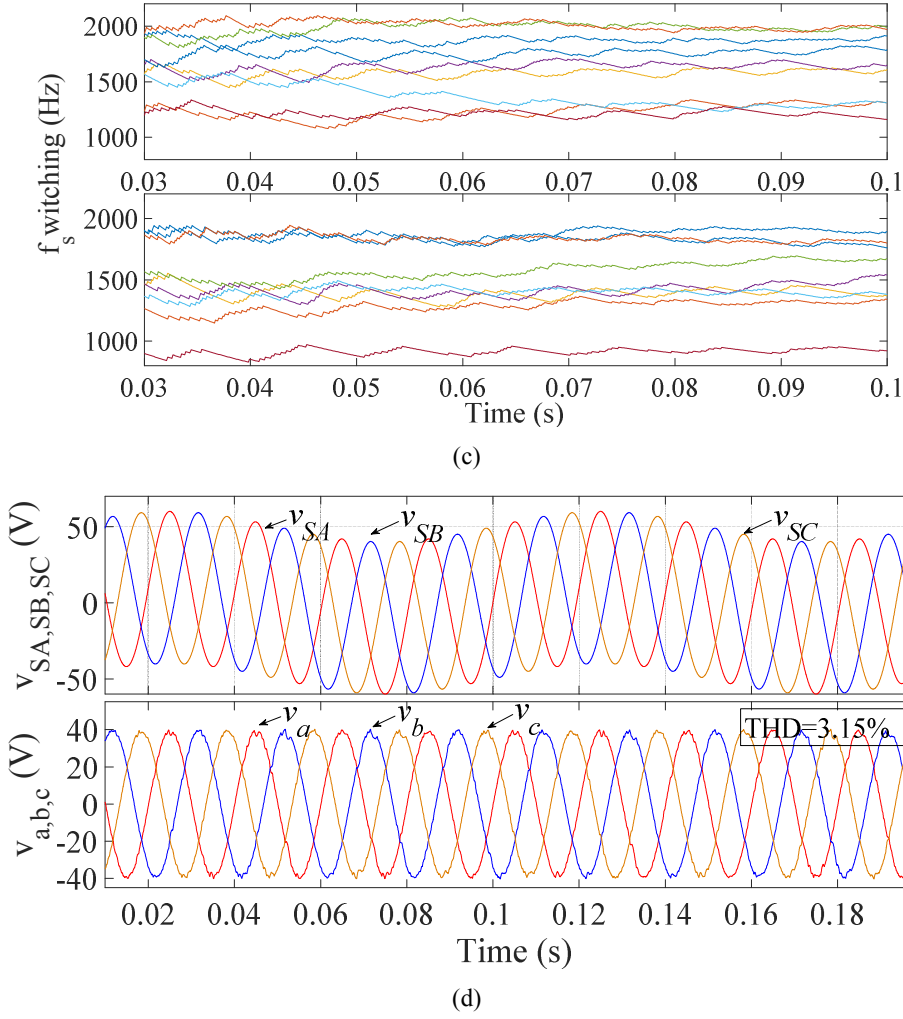 2000
1500
1000
0.03 0.04 0.05 0.06 0.07 0.08 0.09 0.1
f_s witching (Hz)
2000
1500
1000
0.03 0.04 0.05 0.06 0.07 0.08 0.09 0.1
Time (s)
(c)
v_SA v_SB v_SC
50
0
-50
v_SA,SB,SC (V)
v_a v_b v_c
THD=3.15%
40
20
0
-20
-40
v_a,b,c (V)
0.02 0.04 0.06 0.08 0.1 0.12 0.14 0.16 0.18
Time (s)
(d)